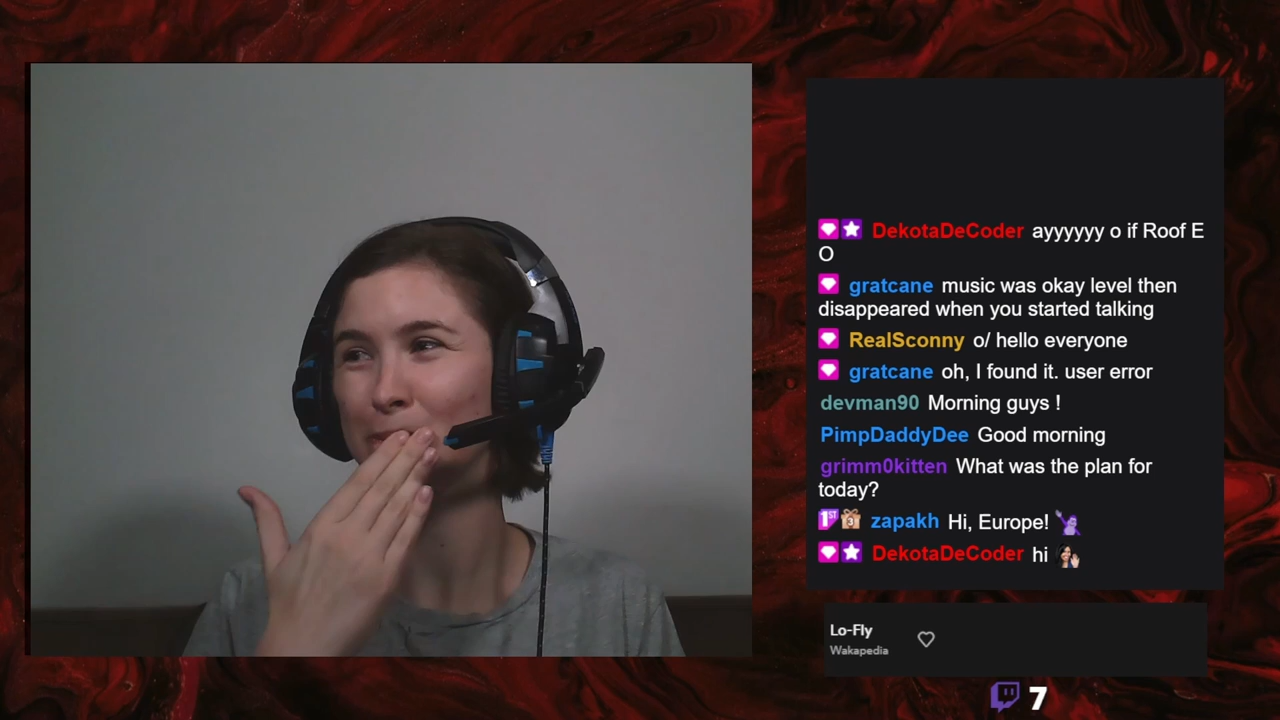 DekotaDeCoder ayyyyyy o if Roof E
O
gratcane music was okay level then
disappeared when you started talking
RealSconny o/ hello everyone
gratcane oh, I found it. user error
devman90 Morning guys !
PimpDaddyDee Good morning
grimm0kitten What was the plan for
today?
1ST 3 zapakh Hi, Europe!
DekotaDeCoder hi
Lo-Fly
Wakapedia
7